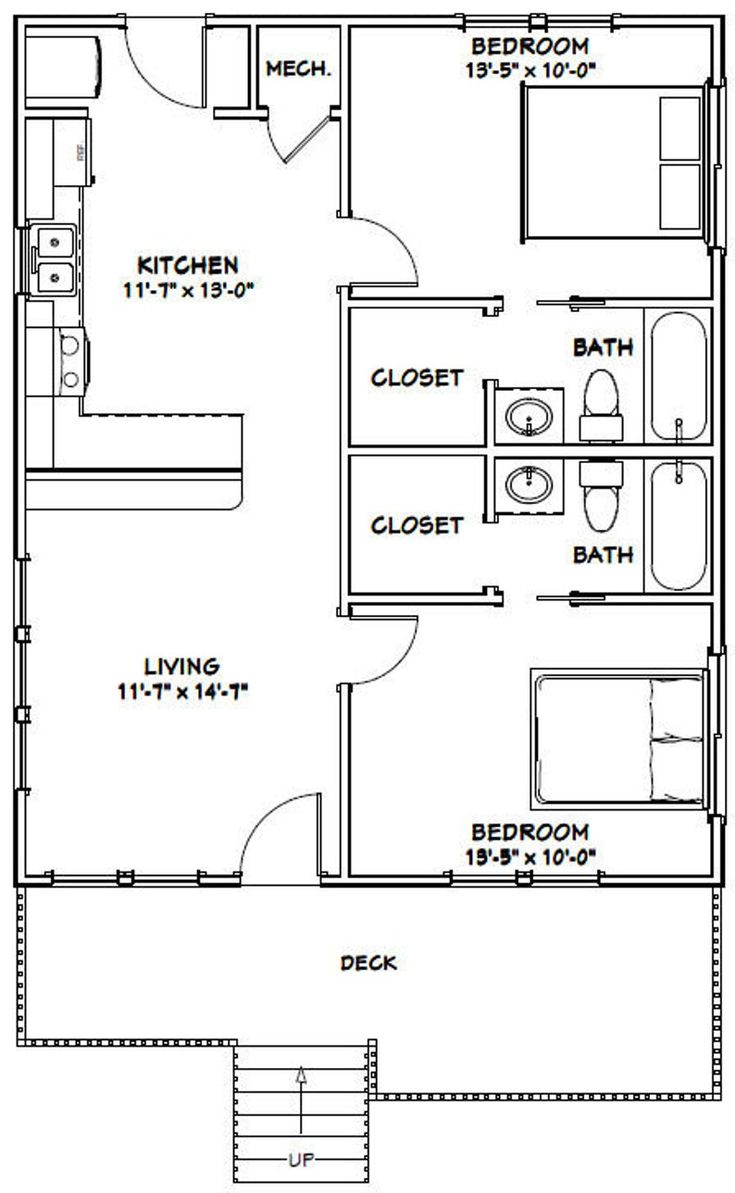 BEDROOM
13'-5" x 10'-0"
MECH.
REF
KITCHEN
11'-7" x 13'-0"
BATH
CLOSET
CLOSET
BATH
LIVING
11'-7" x 14'-7"
BEDROOM
13'-5" x 10'-0"
DECK
UP